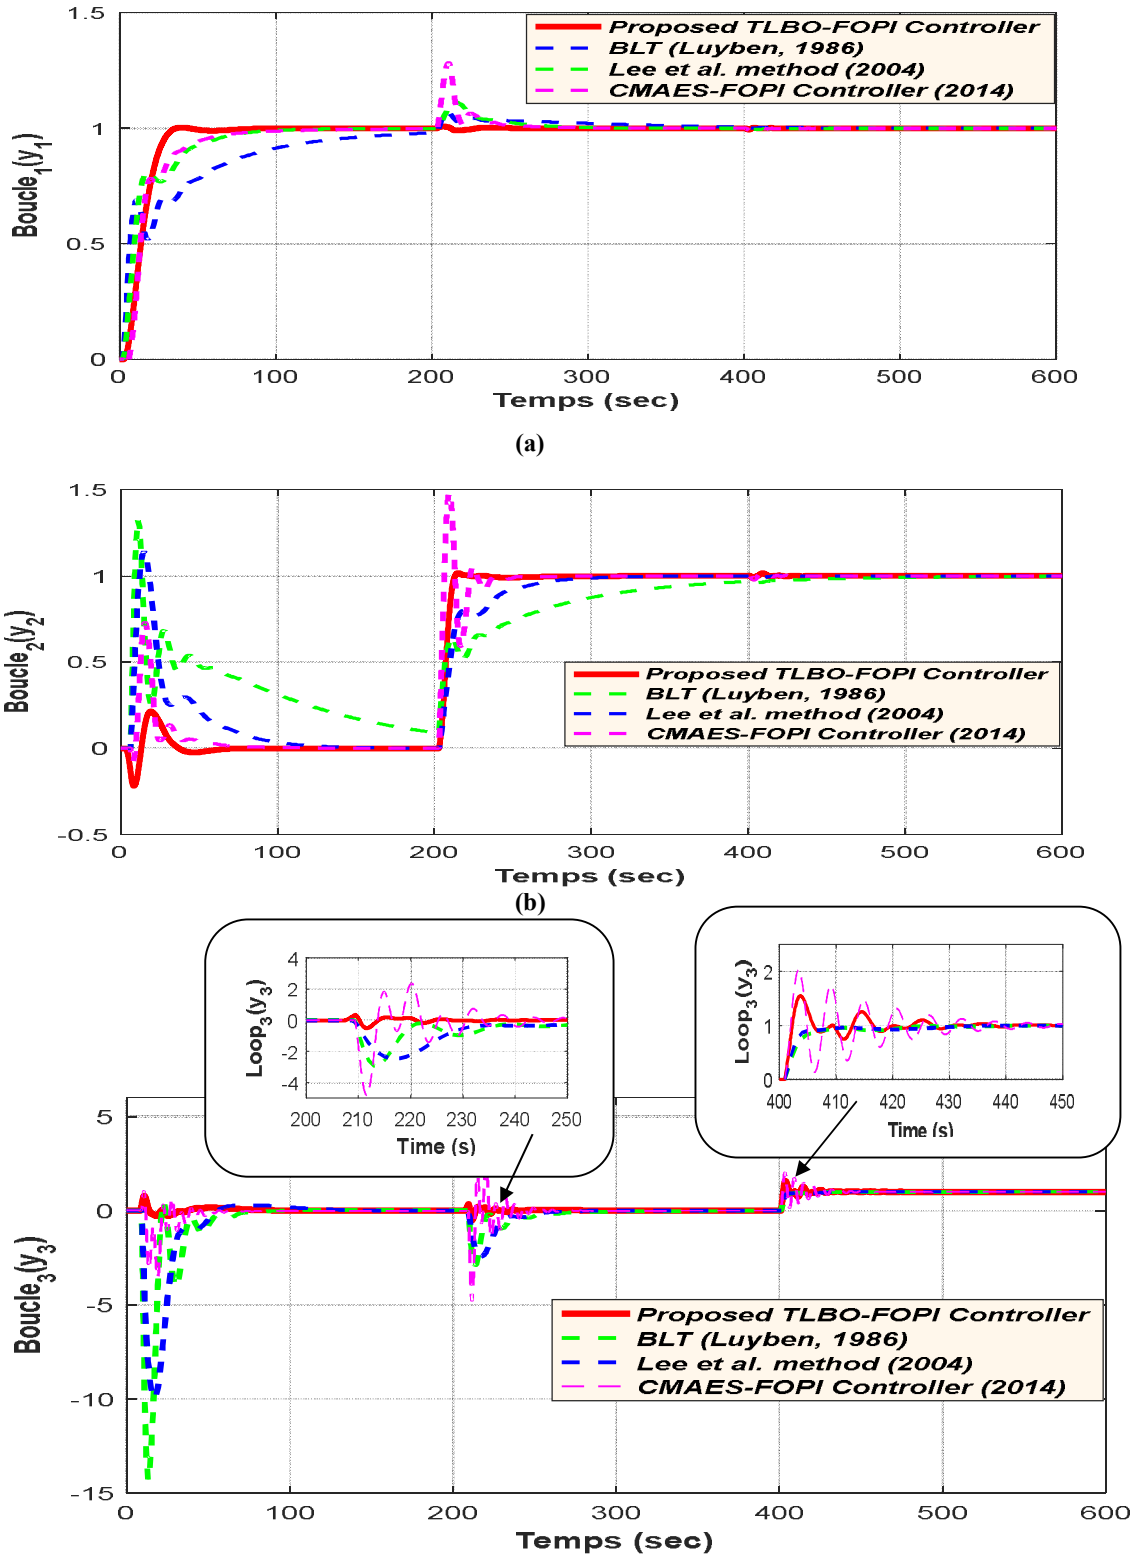 Proposed TLBO-FOPI Controller
BLT (Luyben, 1986)
Lee et al. method (2004)
CMAES-FOPI Controller (2014)
1.5
1
0.5
0
Boucle1(y1)
0 100 200 300 400 500 600
Temps (sec)
(a)
1.5
1
0.5
0
-0.5
Boucle2(y2)
Proposed TLBO-FOPI Controller
BLT (Luyben, 1986)
Lee et al. method (2004)
CMAES-FOPI Controller (2014)
0 100 200 300 400 500 600
Temps (sec)
(b)
4
2
0
-2
-4
Loop3(y3)
200 210 220 230 240 250
Time (s)
2
1
0
Loop3(y3)
400 410 420 430 440 450
Time (s)
5
0
-5
-10
-15
Boucle3(y3)
Proposed TLBO-FOPI Controller
BLT (Luyben, 1986)
Lee et al. method (2004)
CMAES-FOPI Controller (2014)
0 100 200 300 400 500 600
Temps (sec)